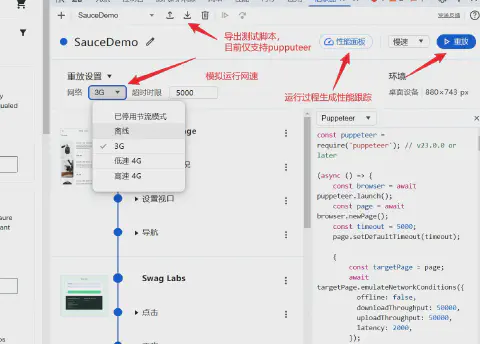 SauceDemo
导出测试脚本,
目前仅支持pupputeer
SauceDemo
性能面板
慢速
重放
重放设置
模拟运行网速
环境
网络
3G
超时时限
5000
运行过程生成性能跟踪
桌面设备
880×743 px
已停用节流模式
离线
3G
低速 4G
高速 4G
设置视口
导航
Swag Labs
点击
Puppeteer
const puppeteer =
require('puppeteer'); // v23.0.0 or
later
(async () => {
const browser = await
puppeteer.launch();
const page = await
browser.newPage();
const timeout = 5000;
page.setDefaultTimeout(timeout);
{
const targetPage = page;
await
targetPage.emulateNetworkConditions({
offline: false,
downloadThroughput: 50000,
uploadThroughput: 50000,
latency: 2000,
});